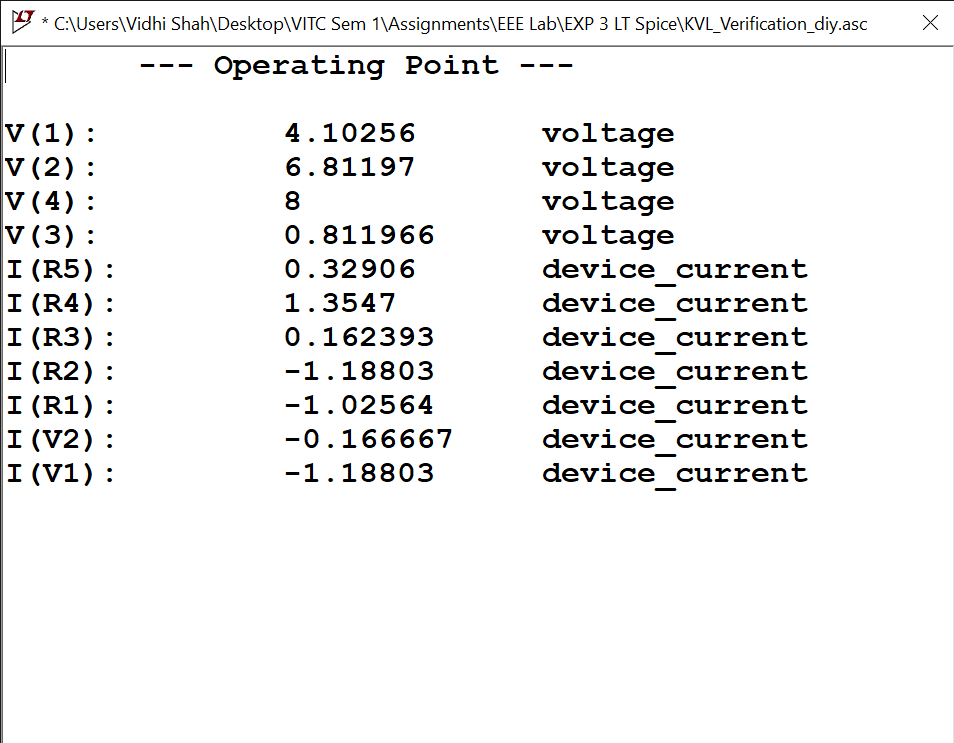 * C:\Users\Vidhi Shah\Desktop\VITC Sem 1\Assignments\EEE Lab\EXP 3 LT Spice\KVL_Verification_diy.asc
--- Operating Point ---
V(1): 4.10256 voltage
V(2): 6.81197 voltage
V(4): 8 voltage
V(3): 0.811966 voltage
I(R5): 0.32906 device_current
I(R4): 1.3547 device_current
I(R3): 0.162393 device_current
I(R2): -1.18803 device_current
I(R1): -1.02564 device_current
I(V2): -0.166667 device_current
I(V1): -1.18803 device_current